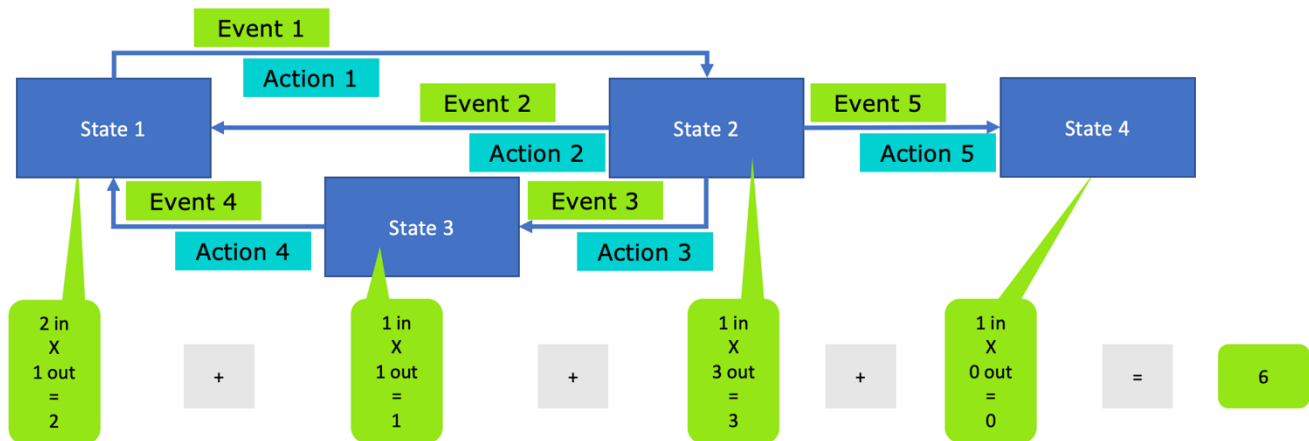 Event 1
Action 1
State 1
Event 2
Action 2
State 2
Event 5
Action 5
State 4
Event 4
Action 4
State 3
Event 3
Action 3
2 in
X
1 out
=
2
+
1 in
X
1 out
=
1
+
1 in
X
3 out
=
3
+
1 in
X
0 out
=
0
=
6